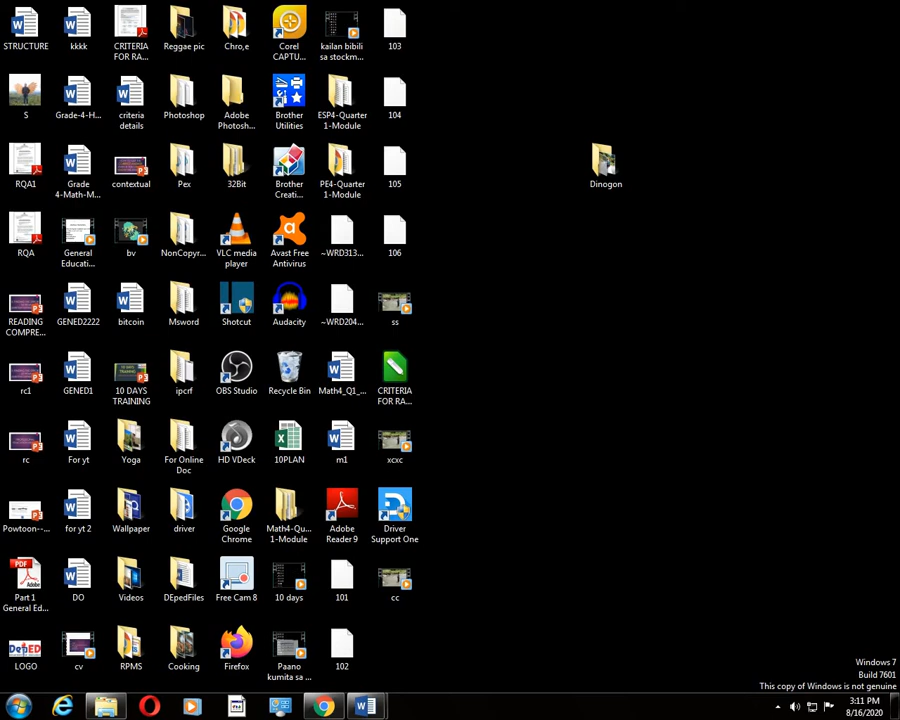 STRUCTURE
kkkk
CRITERIA
FOR RA...
Reggae pic
Chro,e
Corel
CAPTU...
kailan bibili
sa stockm...
103
S
Grade-4-H...
criteria
details
Photoshop
Adobe
Photosh...
Brother
Utilities
ESP4-Quarter
1-Module
104
RQA1
Grade
4-Math-M...
contextual
Pex
32Bit
Brother
Creati...
PE4-Quarter
1-Module
105
Dinogon
RQA
General
Educati...
bv
NonCopyr...
VLC media
player
Avast Free
Antivirus
~WRD313...
106
READING
COMPRE...
GENED2222
bitcoin
Msword
Shotcut
Audacity
~WRD204...
ss
rc1
GENED1
10 DAYS
TRAINING
ipcrf
OBS Studio
Recycle Bin
Math4_Q1_...
CRITERIA
FOR RA...
rc
For yt
Yoga
For Online
Doc
HD VDeck
10PLAN
m1
xcxc
Powtoon--...
for yt 2
Wallpaper
driver
Google
Chrome
Math4-Qu...
1-Module
Adobe
Reader 9
Driver
Support One
PDF
Adobe
Part 1
General Ed...
DO
Videos
DEpedFiles
Free Cam 8
10 days
101
cc
DepED
LOGO
cv
RPMS
Cooking
Firefox
Paano
kumita sa ...
102
Windows 7
Build 7601
This copy of Windows is not genuine
3:11 PM
8/16/2020